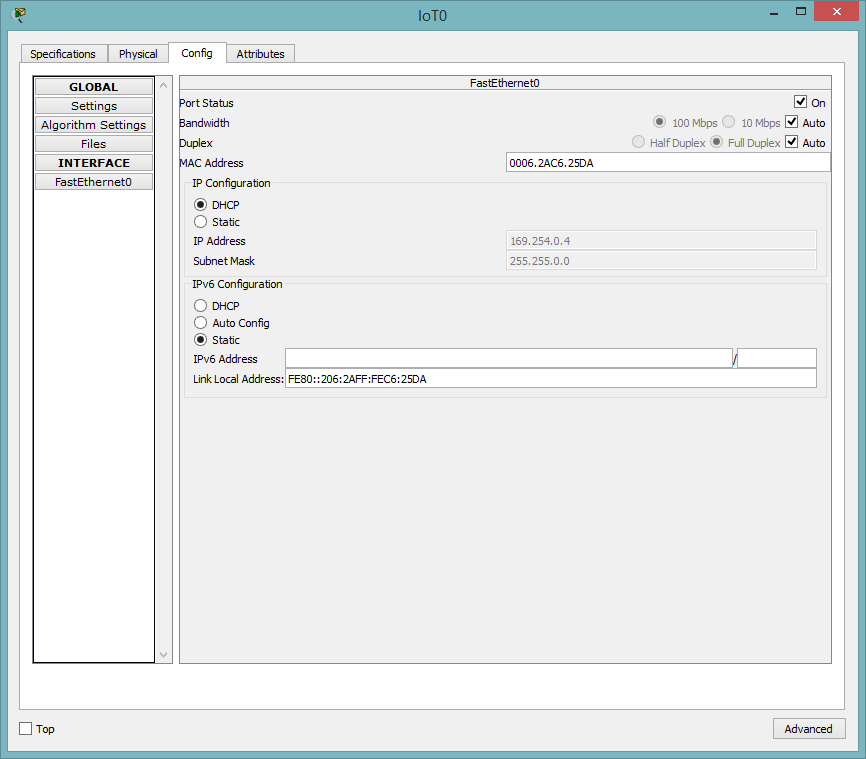 IoT0
Specifications Physical Config Attributes
GLOBAL
Settings
Algorithm Settings
Files
INTERFACE
FastEthernet0
FastEthernet0
Port Status On
Bandwidth 100 Mbps 10 Mbps Auto
Duplex Half Duplex Full Duplex Auto
MAC Address 0006.2AC6.25DA
IP Configuration
DHCP
Static
IP Address 169.254.0.4
Subnet Mask 255.255.0.0
IPv6 Configuration
DHCP
Auto Config
Static
IPv6 Address /
Link Local Address: FE80::206:2AFF:FEC6:25DA
Top Advanced